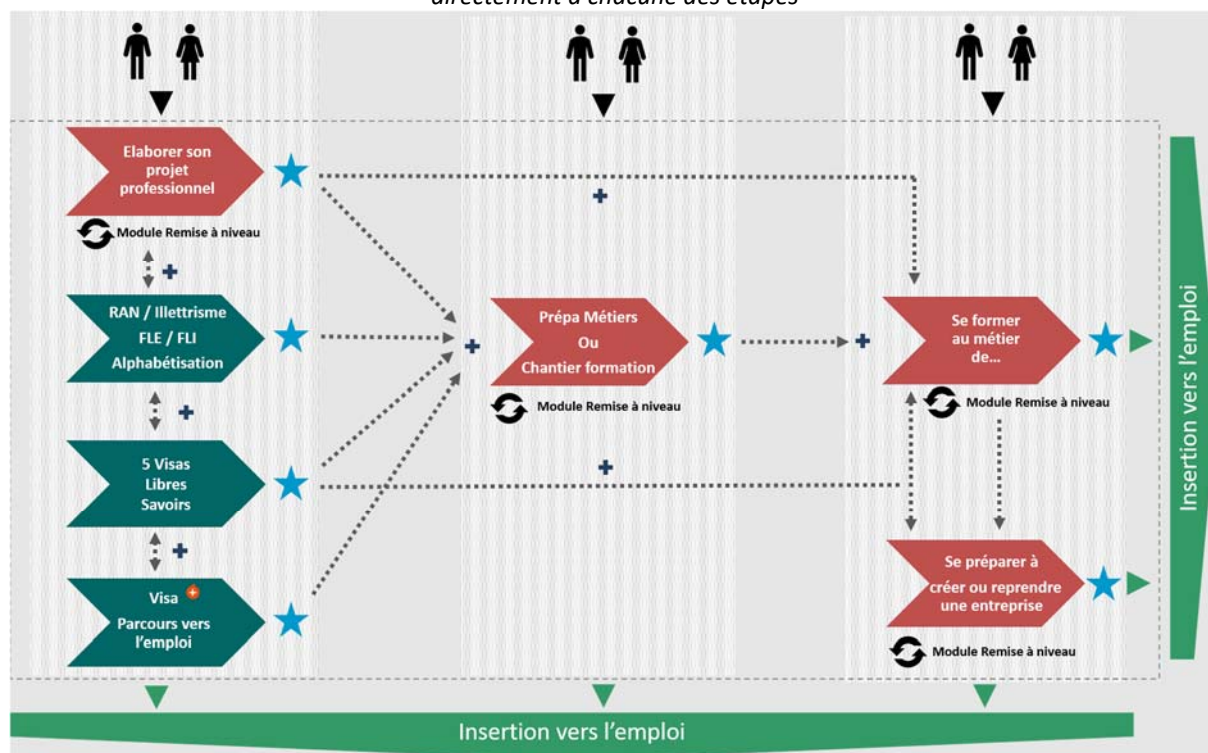 directement à chacune des étapes
Elaborer son
projet
professionnel
Module Remise à niveau
RAN / Illettrisme
FLE / FLI
Alphabétisation
5 Visas
Libres
Savoirs
Visa
Parcours vers
l'emploi
Prépa Métiers
Ou
Chantier formation
Module Remise à niveau
Se former
au métier
de…
Module Remise à niveau
Se préparer à
créer ou reprendre
une entreprise
Module Remise à niveau
Insertion vers l'emploi
Insertion vers l'emploi